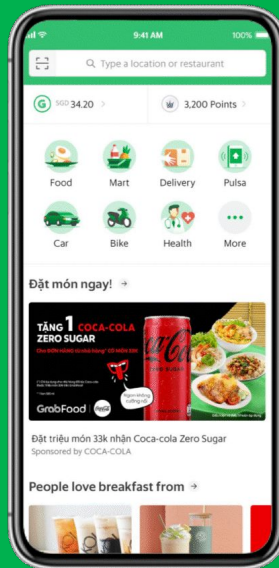 9:41 AM
100%
Type a location or restaurant
G SGD 34.20
3,200 Points
Food
Mart
Delivery
Pulsa
Car
Bike
Health
More
Đặt món ngay!
TẶNG 1 COCA-COLA
ZERO SUGAR
GrabFood
Coca-Cola
ZERO SUGAR
Đặt triệu món 33k nhận Coca-cola Zero Sugar
Sponsored by COCA-COLA
People love breakfast from